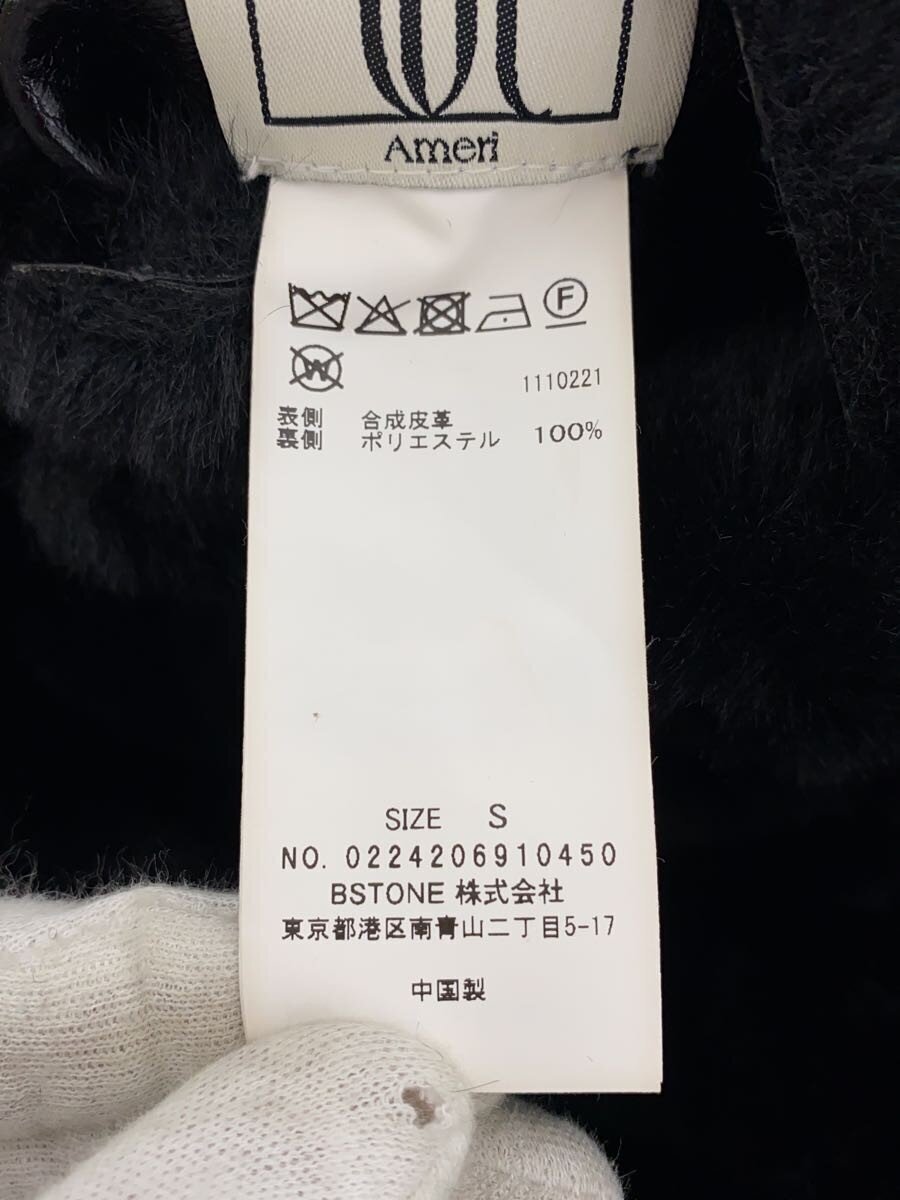 Ameri
F
W
1110221
表側 合成皮革
裏側 ポリエステル 100%
SIZE S
NO. 0224206910450
BSTONE 株式会社
東京都港区南青山二丁目5-17
中国製